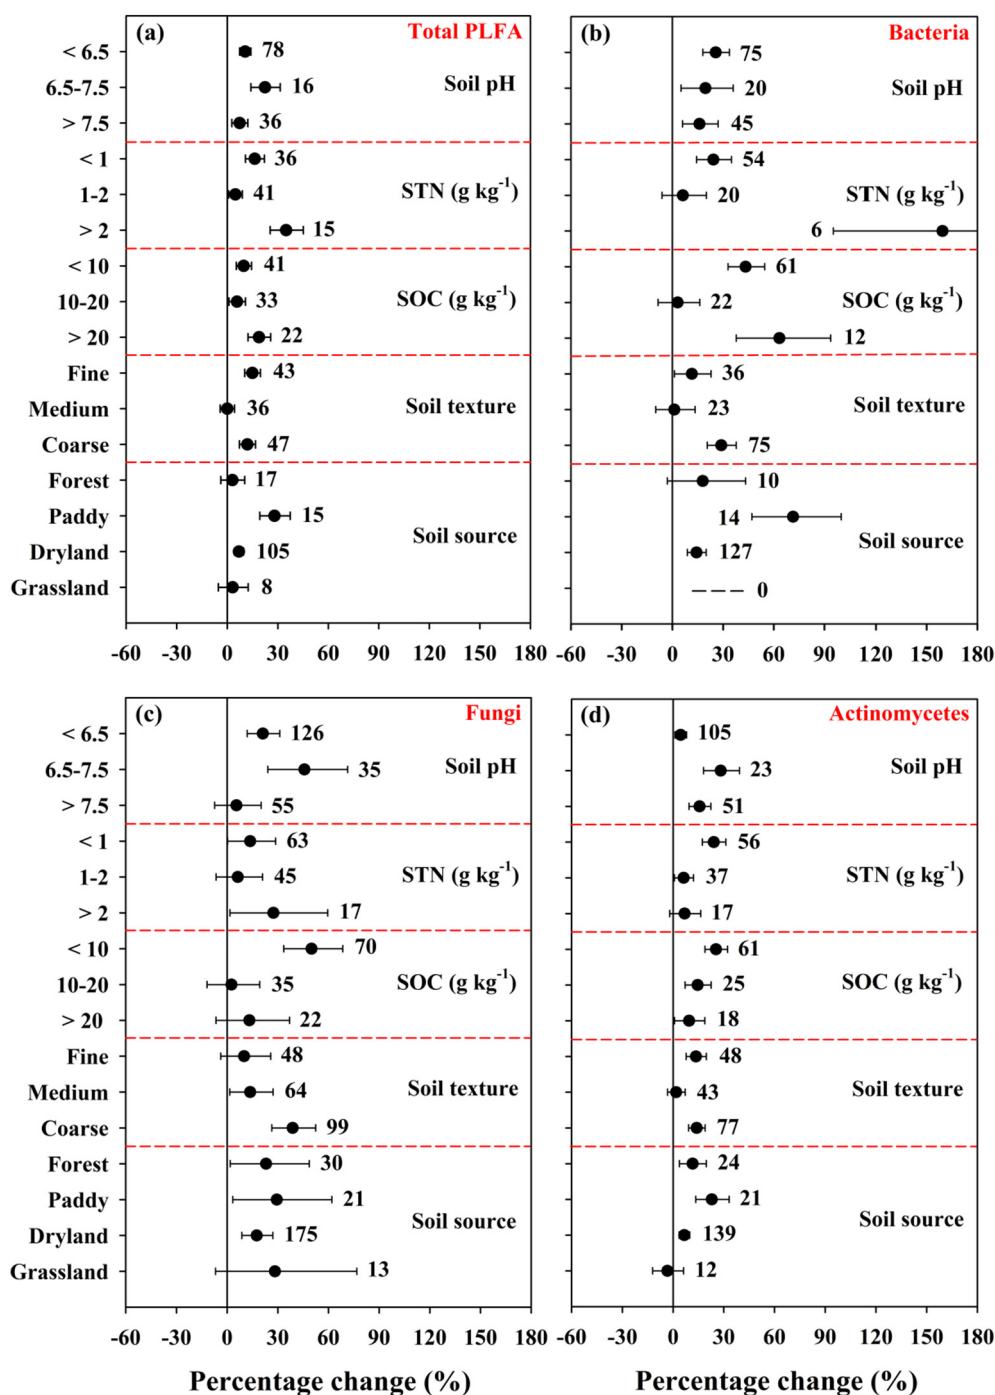 (a) Total PLFA
< 6.5 78
6.5-7.5 16 Soil pH
> 7.5 36
< 1 36
1-2 41 STN (g kg⁻¹)
> 2 15
< 10 41
10-20 33 SOC (g kg⁻¹)
> 20 22
Fine 43
Medium 36 Soil texture
Coarse 47
Forest 17
Paddy 15
Soil source
Dryland 105
Grassland 8
-60 -30 0 30 60 90 120 150 180
(b) Bacteria
75
20 Soil pH
45
54
20 STN (g kg⁻¹)
6
61
22 SOC (g kg⁻¹)
12
36
23 Soil texture
75
10
14
Soil source
127
0
-60 -30 0 30 60 90 120 150 180
(c) Fungi
< 6.5 126
6.5-7.5 35 Soil pH
> 7.5 55
< 1 63
1-2 45 STN (g kg⁻¹)
> 2 17
< 10 70
10-20 35 SOC (g kg⁻¹)
> 20 22
Fine 48
Medium 64 Soil texture
Coarse 99
Forest 30
Paddy 21
Soil source
Dryland 175
Grassland 13
-60 -30 0 30 60 90 120 150 180
Percentage change (%)
(d) Actinomycetes
105
23 Soil pH
51
56
37 STN (g kg⁻¹)
17
61
25 SOC (g kg⁻¹)
18
48
43 Soil texture
77
24
21
Soil source
139
12
-60 -30 0 30 60 90 120 150 180
Percentage change (%)